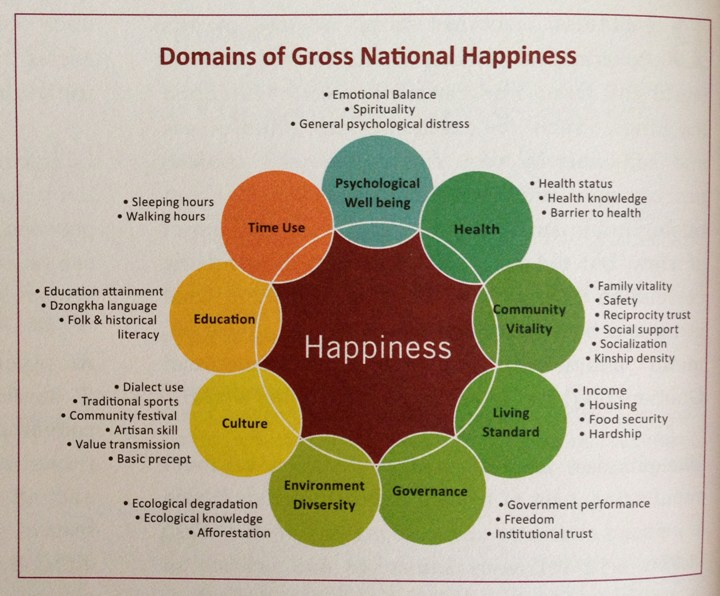 Domains of Gross National Happiness
• Emotional Balance
• Spirituality
• General psychological distress
Psychological
Well being
• Health status
• Health knowledge
• Barrier to health
Health
• Family vitality
• Safety
• Reciprocity trust
• Social support
• Socialization
• Kinship density
Community
Vitality
• Income
• Housing
• Food security
• Hardship
Living
Standard
• Government performance
• Freedom
• Institutional trust
Governance
• Ecological degradation
• Ecological knowledge
• Afforestation
Environment
Divsersity
• Dialect use
• Traditional sports
• Community festival
• Artisan skill
• Value transmission
• Basic precept
Culture
• Education attainment
• Dzongkha language
• Folk & historical
literacy
Education
• Sleeping hours
• Walking hours
Time Use
Happiness